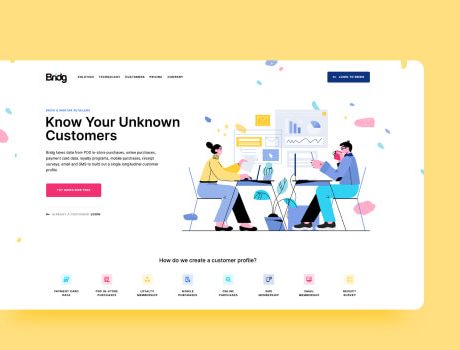 Bridg
SOLUTION TECHNOLOGY CUSTOMERS PRICING COMPANY
LOGIN TO BRIDG
BRICK & MORTAR RETAILERS
Know Your Unknown
Customers
Bridg takes data from POS in-store purchases, online purchases,
payment card data, loyalty programs, mobile purchases, receipt
surveys, email and SMS to build out a single longitudinal customer
profile.
TRY BRIDG RISK FREE
ALREADY A CUSTOMER? LOGIN
How do we create a customer profile?
PAYMENT CARD
DATA
POS IN-STORE
PURCHASES
LOYALTY
MEMBERSHIP
MOBILE
PURCHASES
ONLINE
PURCHASES
SMS
MEMBERSHIP
EMAIL
MEMBERSHIP
RECEIPT
SURVEY